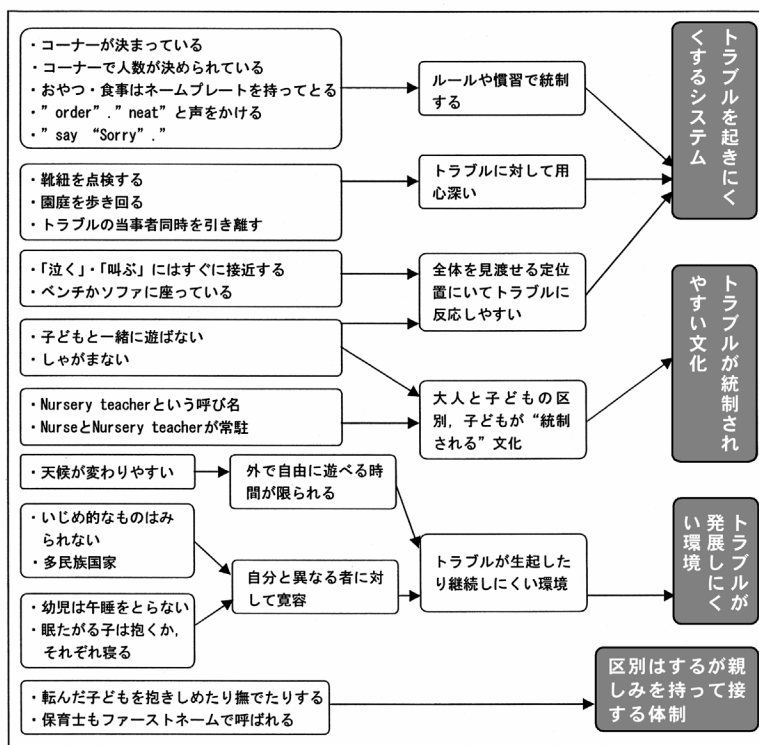 ・コーナーが決まっている
・コーナーで人数が決められている
・おやつ・食事はネームプレートを持ってとる
・”order”．”neat”と声をかける
・”say “Sorry”．”
ルールや慣習で統制
する
トラブルを起きにく
くするシステム
・靴紐を点検する
・園庭を歩き回る
・トラブルの当事者同時を引き離す
トラブルに対して用
心深い
・「泣く」・「叫ぶ」にはすぐに接近する
・ベンチかソファに座っている
全体を見渡せる定位
置にいてトラブルに
反応しやすい
・子どもと一緒に遊ばない
・しゃがまない
トラブルが統制され
やすい文化
・Nursery teacherという呼び名
・NurseとNursery teacherが常駐
大人と子どもの区
別，子どもが“統制
される”文化
・天候が変わりやすい
外で自由に遊べる時
間が限られる
・いじめ的なものはみ
られない
・多民族国家
自分と異なる者に対
して寛容
トラブルが生起した
り継続しにくい環境
トラブルが
発展しにく
い環境
・幼児は午睡をとらない
・眠たがる子は抱くか，
それぞれ寝る
・転んだ子どもを抱きしめたり撫でたりする
・保育士もファーストネームで呼ばれる
区別はするが親
しみを持って接
する体制